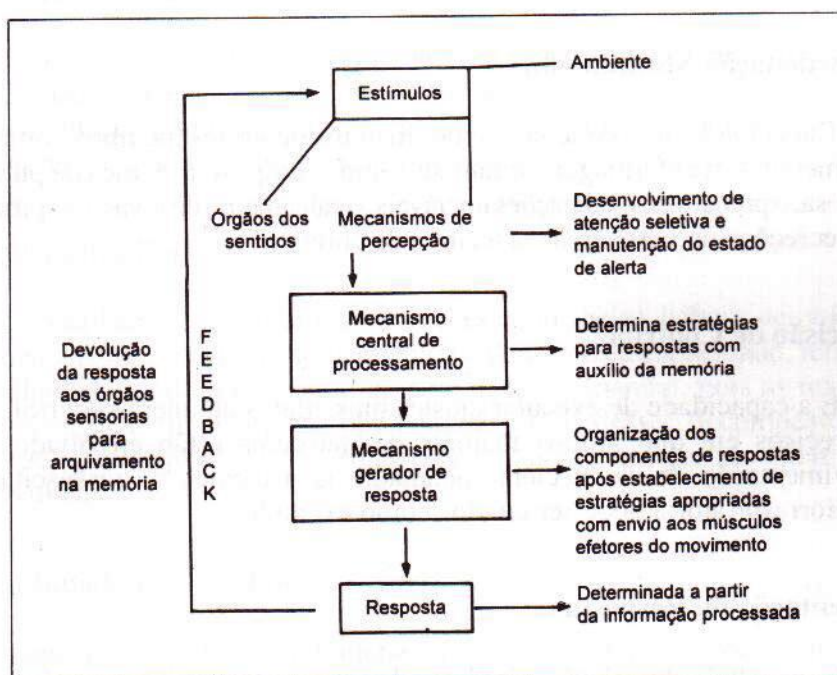 Ambiente
Estímulos
Órgãos dos
sentidos
Mecanismos de
percepção
Desenvolvimento de
atenção seletiva e
manutenção do estado
de alerta
Mecanismo
central de
processamento
Determina estratégias
para respostas com
auxílio da memória
FEEDBACK
Devolução
da resposta
aos órgãos
sensórias
para
arquivamento
na memória
Mecanismo
gerador de
resposta
Organização dos
componentes de respostas
após estabelecimento de
estratégias apropriadas
com envio aos músculos
efetores do movimento
Resposta
Determinada a partir
da informação processada